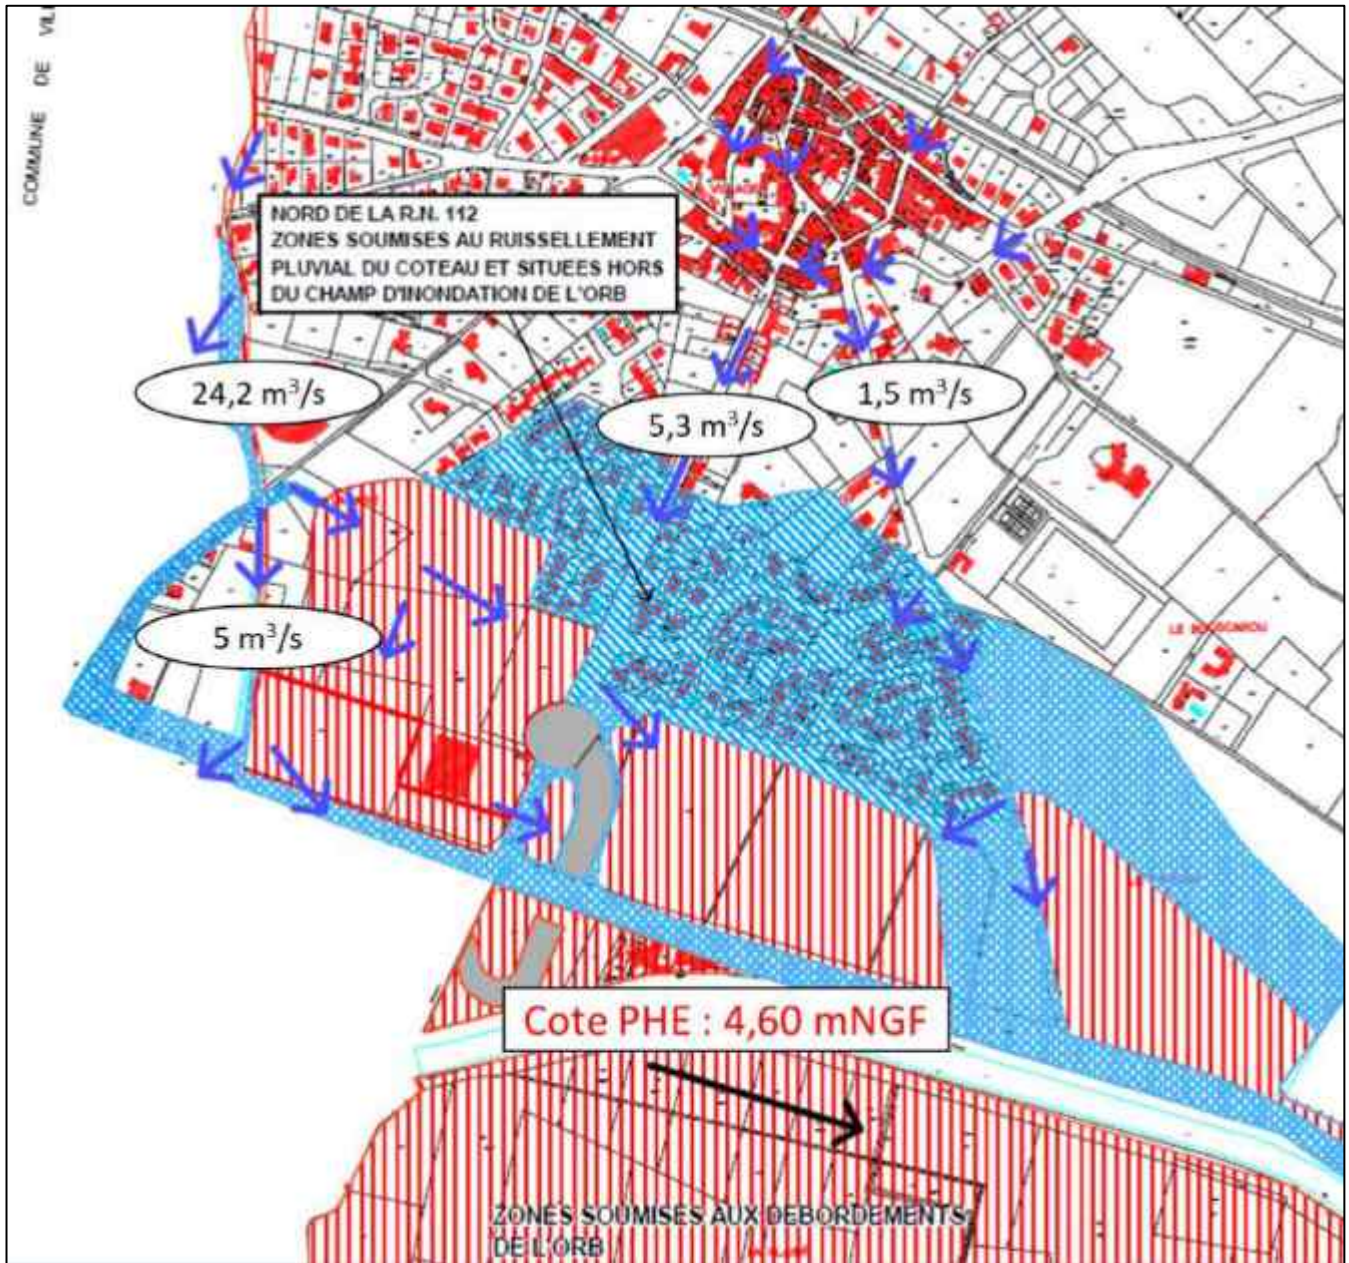 COMMUNE DE VIL
VILLAGE
NORD DE LA R.N. 112
ZONES SOUMISES AU RUISSELLEMENT
PLUVIAL DU COTEAU ET SITUEES HORS
DU CHAMP D'INONDATION DE L'ORB
24,2 m³/s
5,3 m³/s
1,5 m³/s
5 m³/s
Cote PHE : 4,60 mNGF
ZONES SOUMISES AUX DEBORDEMENTS
DE L'ORB